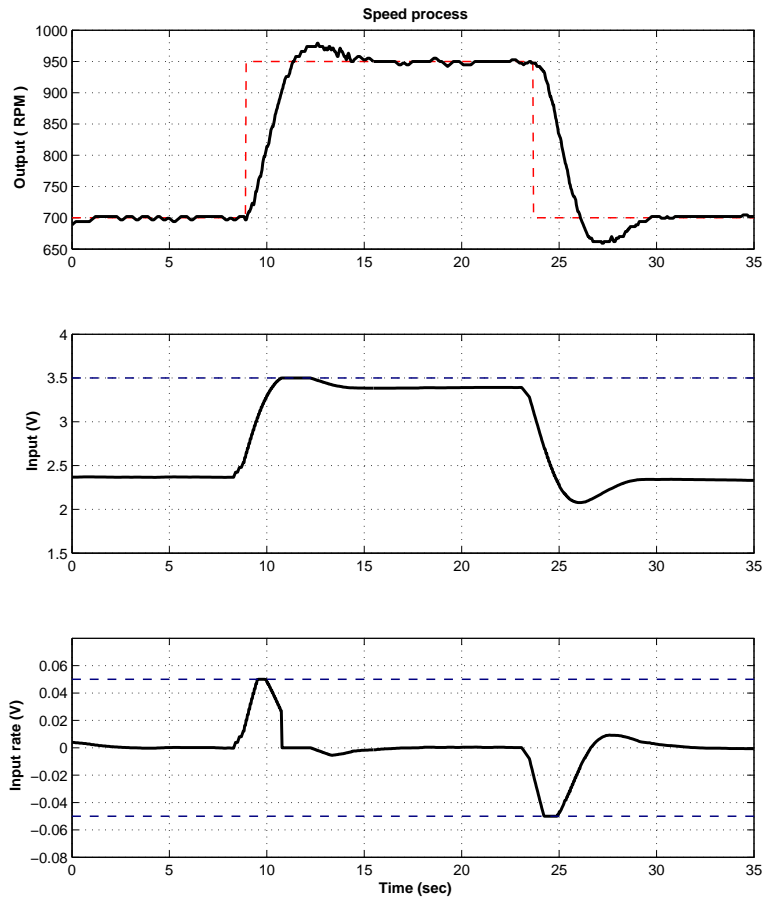 Speed process
Output ( RPM )
1000
950
900
850
800
750
700
650
0 5 10 15 20 25 30 35
Input (V)
4
3.5
3
2.5
2
1.5
0 5 10 15 20 25 30 35
Input rate (V)
0.06
0.04
0.02
0
−0.02
−0.04
−0.06
−0.08
0 5 10 15 20 25 30 35
Time (sec)